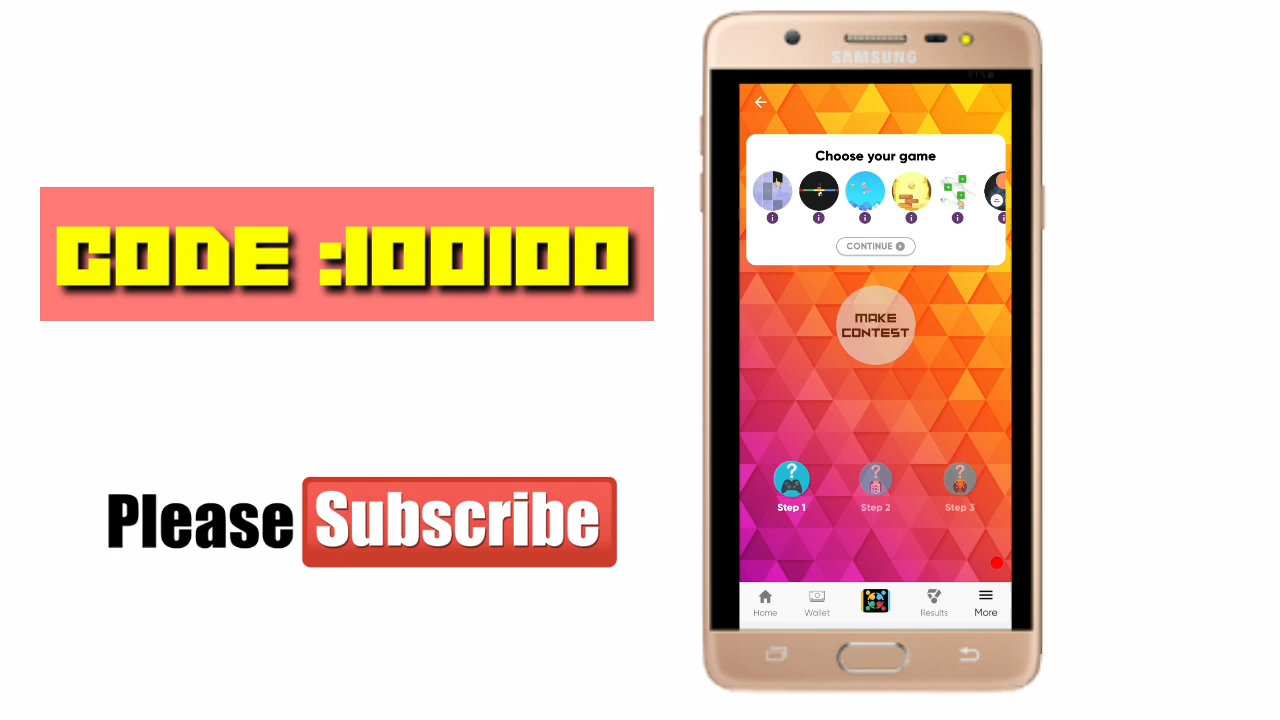 CODE :100100
Please Subscribe
SAMSUNG
81%
Choose your game
CONTINUE
MAKE
CONTEST
Step 1 Step 2 Step 3
Home Wallet Results More